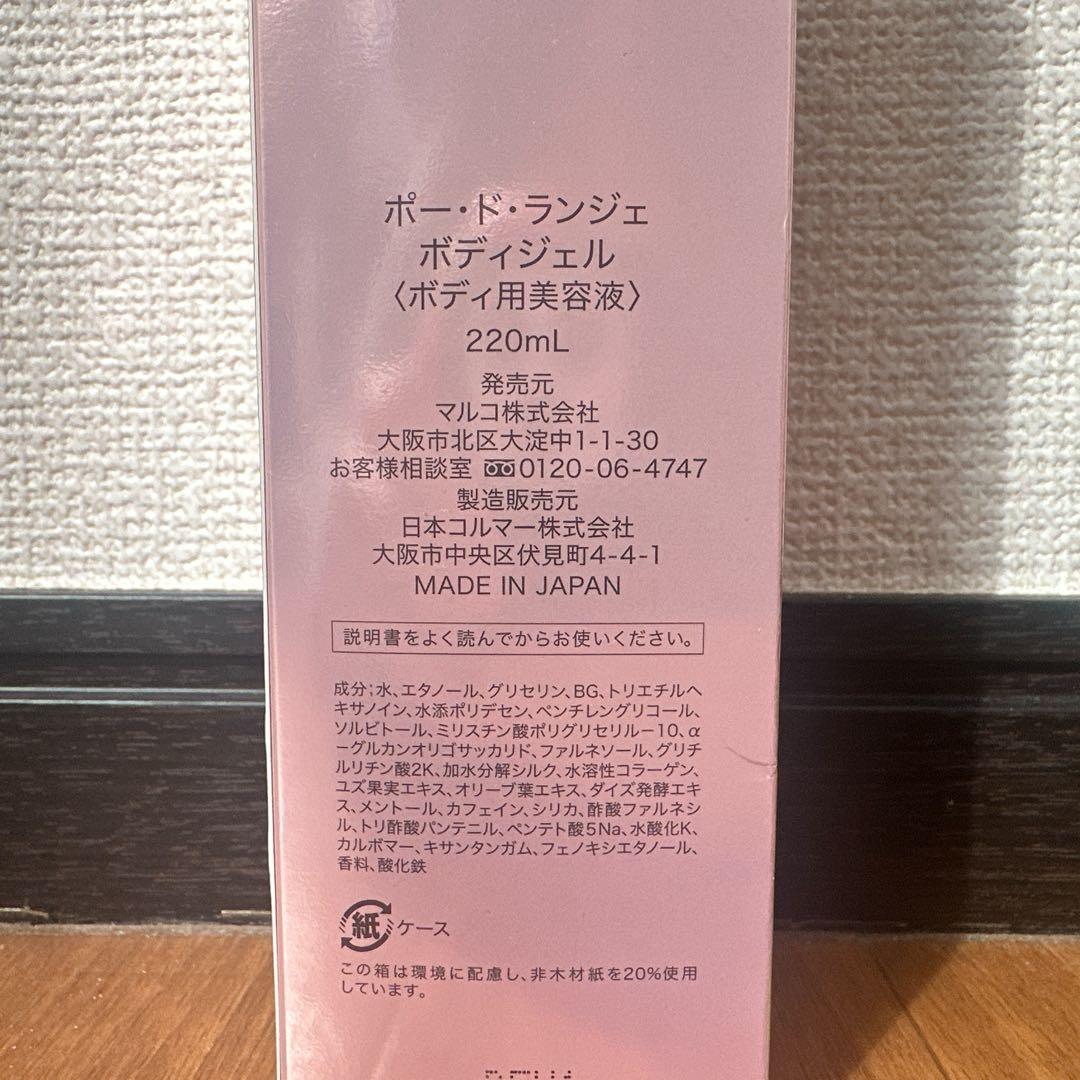 ポー・ド・ランジェ
ボディジェル
〈ボディ用美容液〉
220mL
発売元
マルコ株式会社
大阪市北区大淀中1-1-30
お客様相談室 0120-06-4747
製造販売元
日本コルマー株式会社
大阪市中央区伏見町4-4-1
MADE IN JAPAN
説明書をよく読んでからお使いください。
成分;水、エタノール、グリセリン、BG、トリエチルヘ
キサノイン、水添ポリデセン、ペンチレングリコール、
ソルビトール、ミリスチン酸ポリグリセリル－10、α
－グルカンオリゴサッカリド、ファルネソール、グリチ
ルリチン酸2K、加水分解シルク、水溶性コラーゲン、
ユズ果実エキス、オリーブ葉エキス、ダイズ発酵エキ
ス、メントール、カフェイン、シリカ、酢酸ファルネシ
ル、トリ酢酸パンテニル、ペンテト酸5Na、水酸化K、
カルボマー、キサンタンガム、フェノキシエタノール、
香料、酸化鉄
紙 ケース
この箱は環境に配慮し、非木材紙を20%使用
しています。